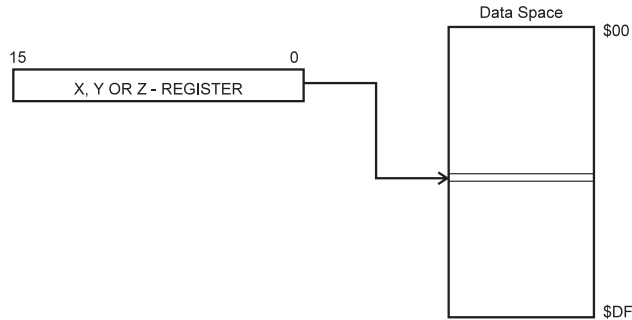 Data Space
$00
15 0
X, Y OR Z - REGISTER
$DF